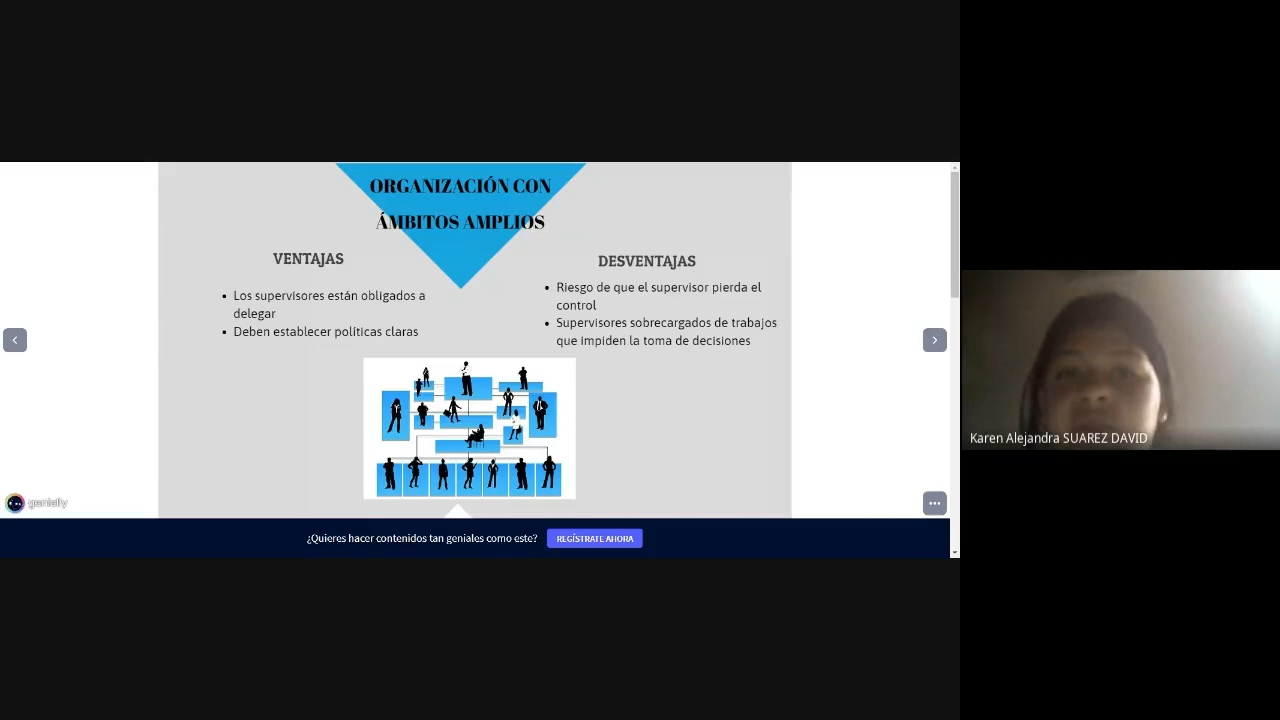 ORGANIZACIÓN CON
ÁMBITOS AMPLIOS
VENTAJAS
Los supervisores están obligados a
delegar
Deben establecer políticas claras
DESVENTAJAS
Riesgo de que el supervisor pierda el
control
Supervisores sobrecargados de trabajos
que impiden la toma de decisiones
genially
¿Quieres hacer contenidos tan geniales como este?
REGÍSTRATE AHORA
Karen Alejandra SUAREZ DAVID